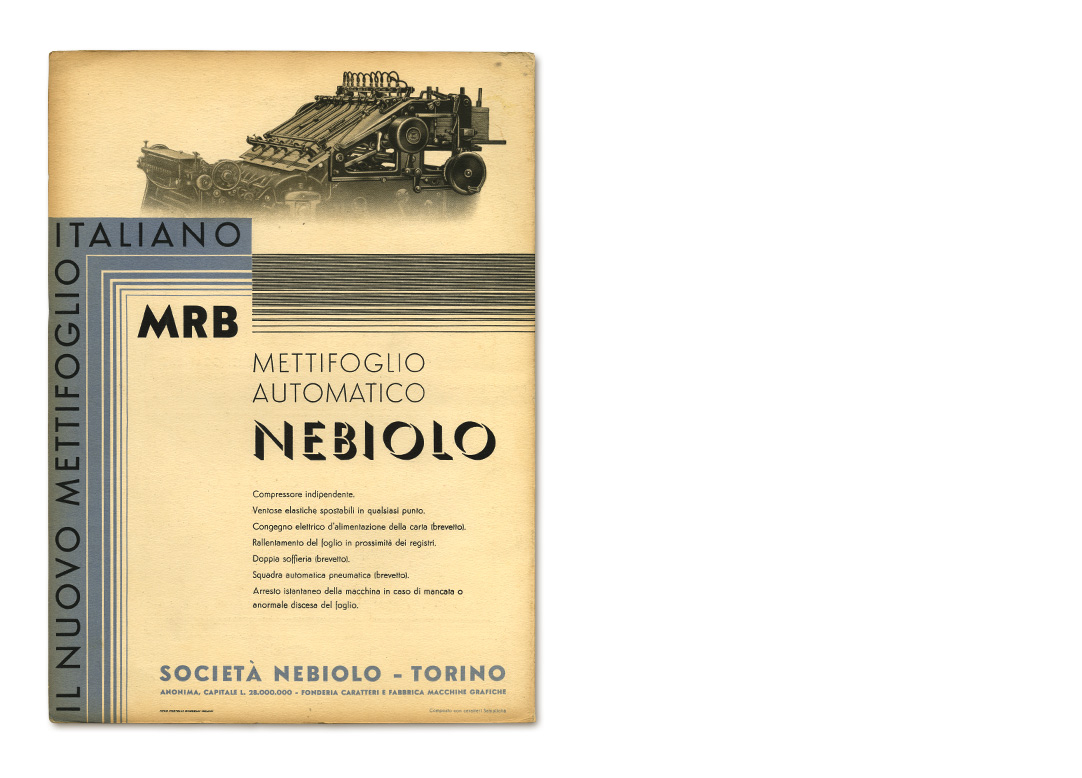 ITALIANO
IL NUOVO METTIFOGLIO
MRB
METTIFOGLIO
AUTOMATICO
NEBIOLO
Compressore indipendente.
Ventose elastiche spostabili in qualsiasi punto.
Congegno elettrico d'alimentazione della carta (brevetto).
Rallentamento del foglio in prossimità dei registri.
Doppia soffieria (brevetto).
Squadra automatica pneumatica (brevetto).
Arresto istantaneo della macchina in caso di mancata o
anormale discesa del foglio.
SOCIETÀ NEBIOLO - TORINO
ANONIMA, CAPITALE L. 28.000.000 - FONDERIA CARATTERI E FABBRICA MACCHINE GRAFICHE
Composto con caratteri